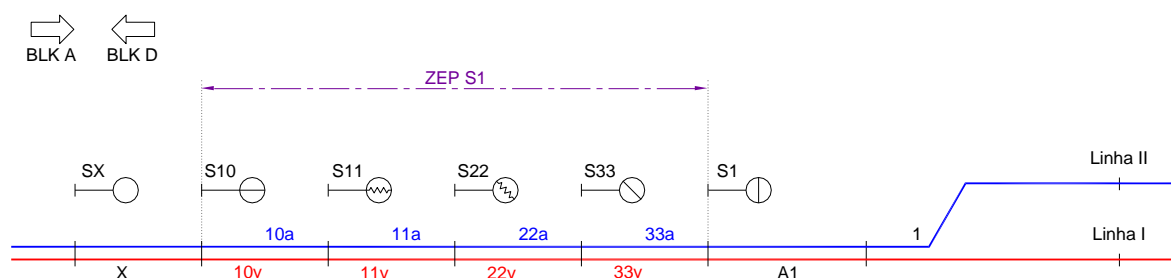 BLK A BLK D
ZEP S1
SX S10 S11 S22 S33 S1
Linha II
10a 11a 22a 33a 1 Linha I
X 10v 11v 22v 33v A1